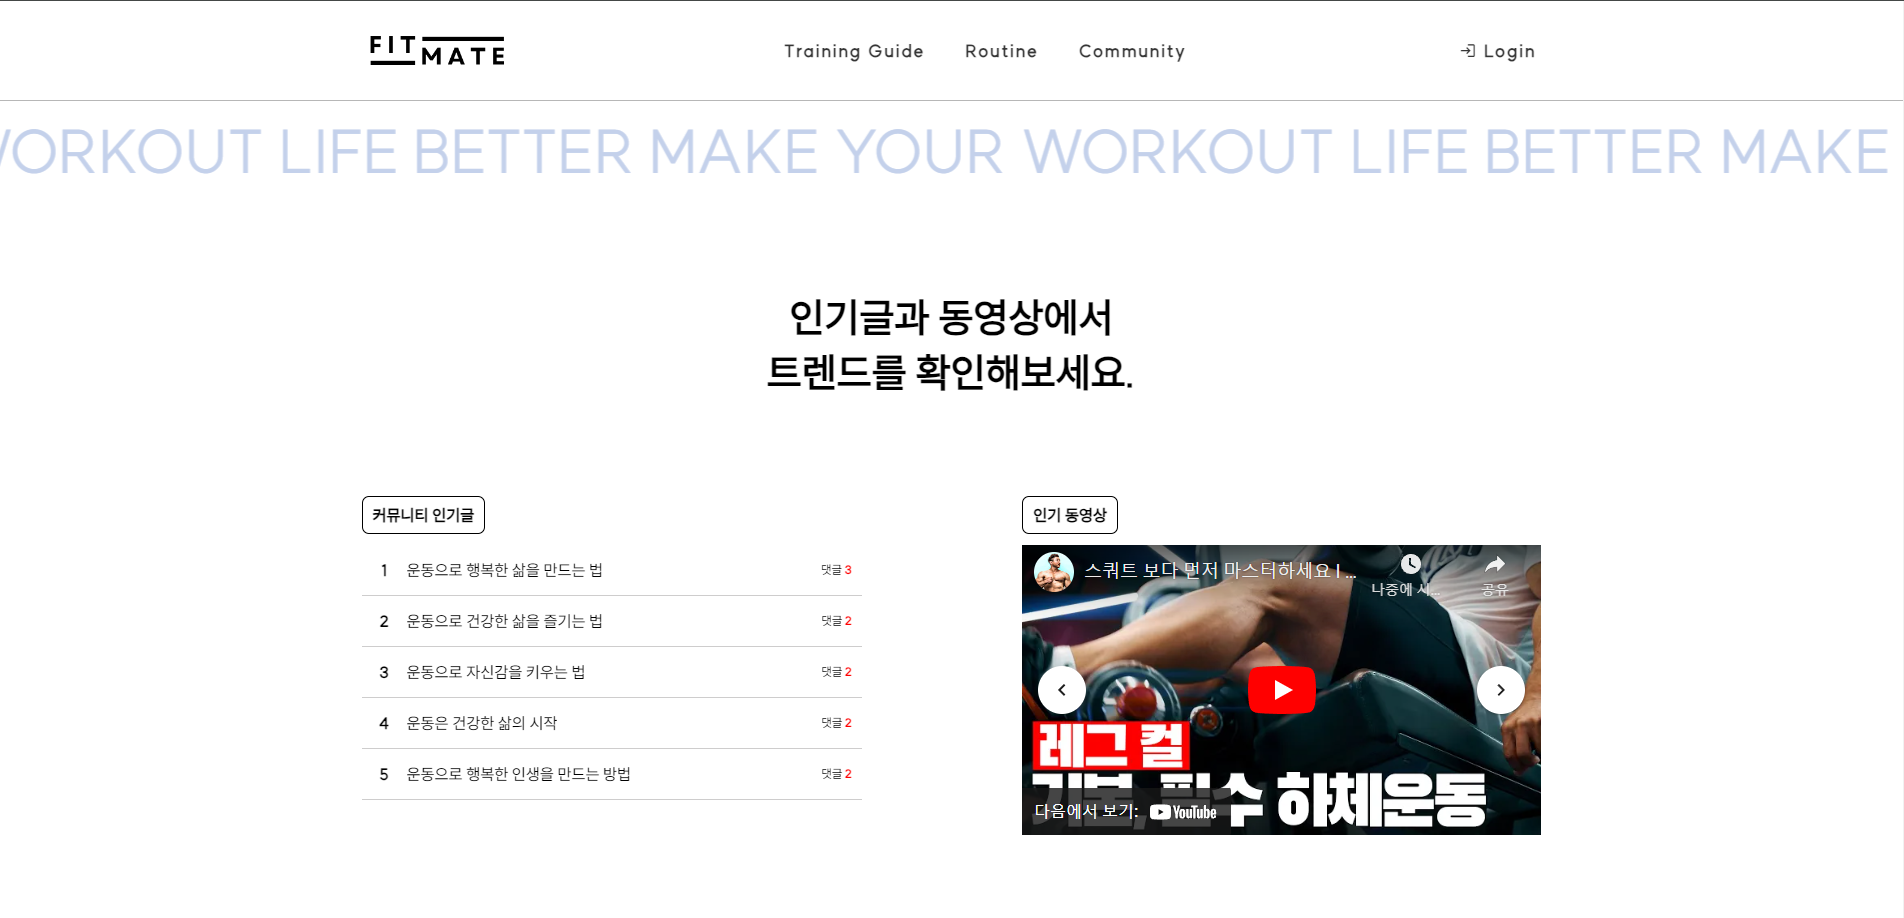 FIT MATE
Training Guide
Routine
Community
Login
WORKOUT LIFE BETTER MAKE YOUR WORKOUT LIFE BETTER MAKE
인기글과 동영상에서
트렌드를 확인해보세요.
커뮤니티 인기글
1 운동으로 행복한 삶을 만드는 법 댓글 3
2 운동으로 건강한 삶을 즐기는 법 댓글 2
3 운동으로 자신감을 키우는 법 댓글 2
4 운동은 건강한 삶의 시작 댓글 2
5 운동으로 행복한 인생을 만드는 방법 댓글 2
인기 동영상
스쿼트 보다 먼저 마스터하세요 | ...
나중에 시...
공유
레그 컬
기본, 필수 하체운동
다음에서 보기: YouTube